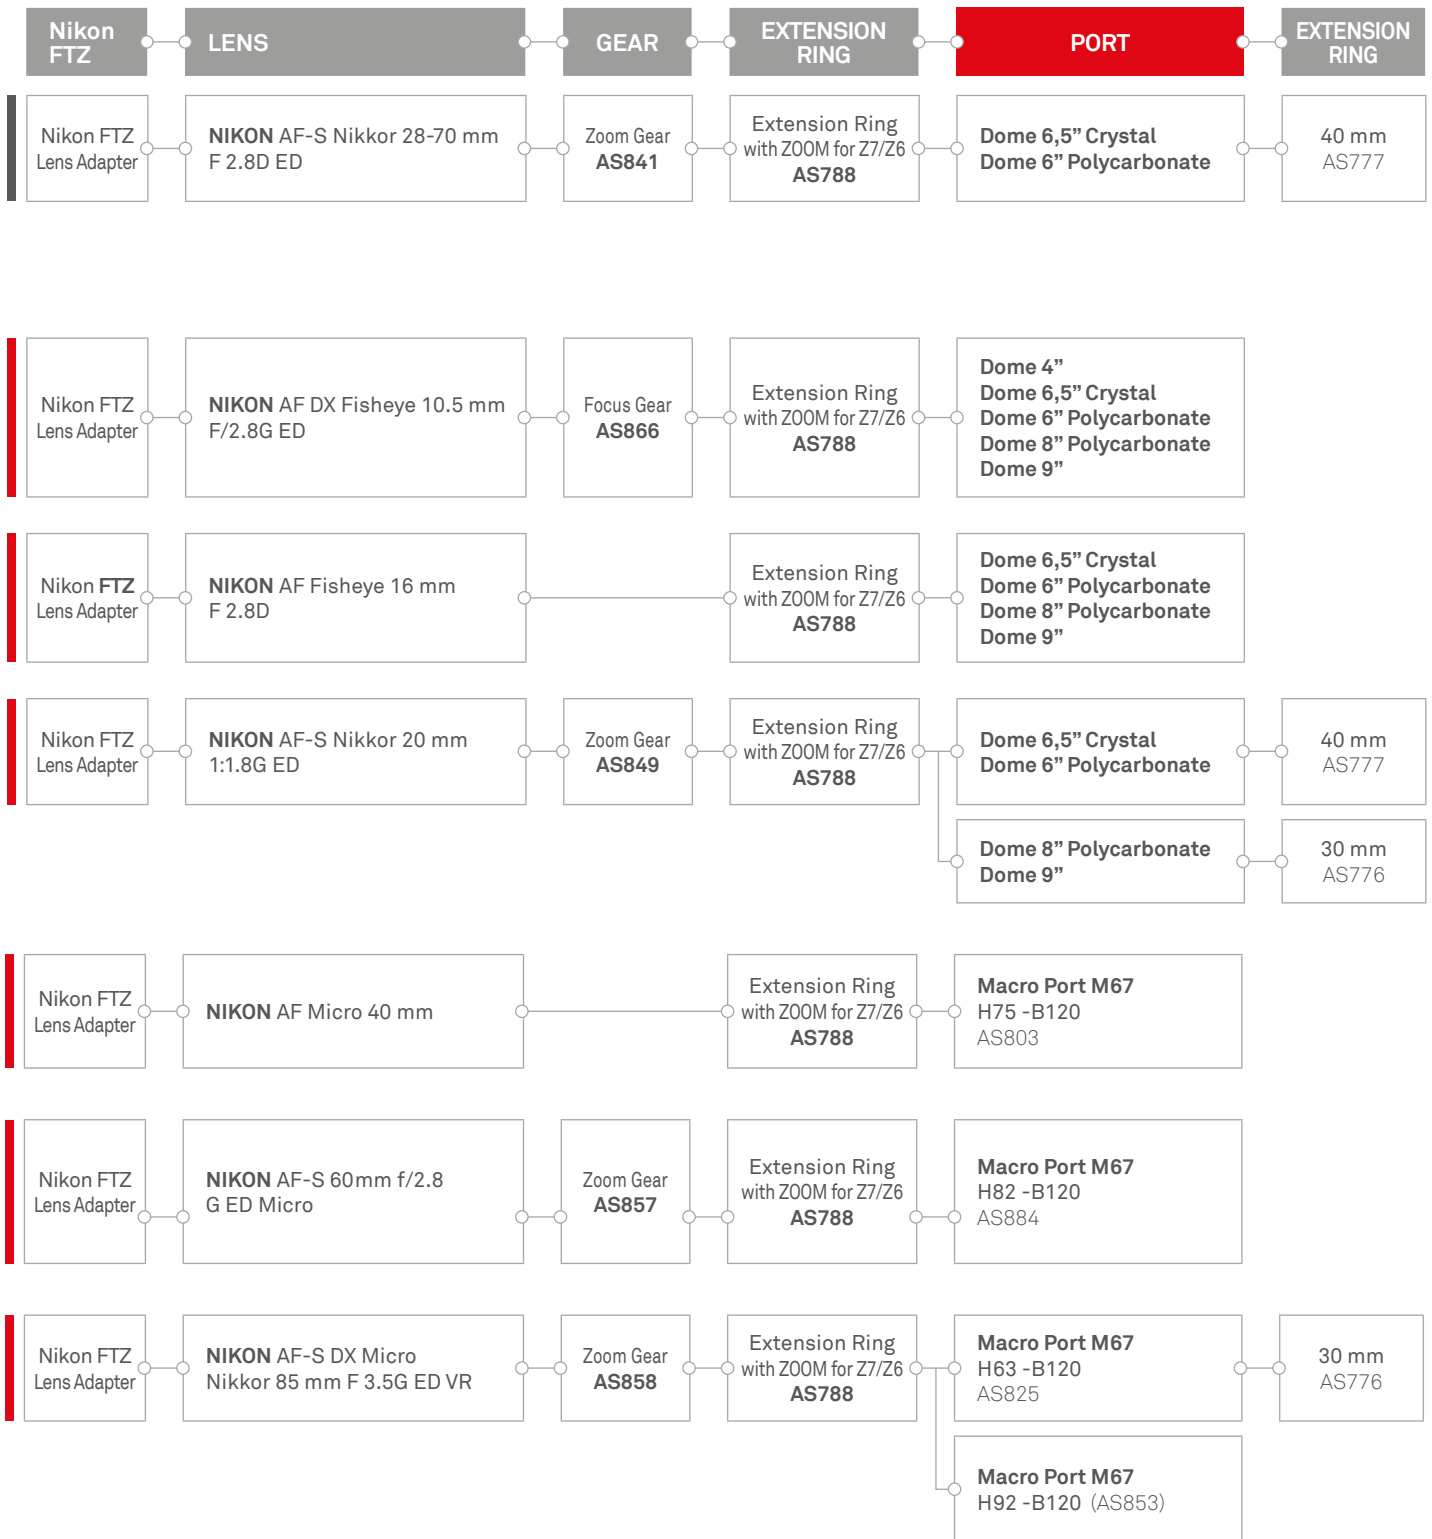 Nikon
FTZ
LENS
GEAR
EXTENSION
RING
PORT
EXTENSION
RING
Nikon FTZ
Lens Adapter
NIKON AF-S Nikkor 28-70 mm
F 2.8D ED
Zoom Gear
AS841
Extension Ring
with ZOOM for Z7/Z6
AS788
Dome 6,5” Crystal
Dome 6” Polycarbonate
40 mm
AS777
Nikon FTZ
Lens Adapter
NIKON AF DX Fisheye 10.5 mm
F/2.8G ED
Focus Gear
AS866
Extension Ring
with ZOOM for Z7/Z6
AS788
Dome 4”
Dome 6,5” Crystal
Dome 6” Polycarbonate
Dome 8” Polycarbonate
Dome 9”
Nikon FTZ
Lens Adapter
NIKON AF Fisheye 16 mm
F 2.8D
Extension Ring
with ZOOM for Z7/Z6
AS788
Dome 6,5” Crystal
Dome 6” Polycarbonate
Dome 8” Polycarbonate
Dome 9”
Nikon FTZ
Lens Adapter
NIKON AF-S Nikkor 20 mm
1:1.8G ED
Zoom Gear
AS849
Extension Ring
with ZOOM for Z7/Z6
AS788
Dome 6,5” Crystal
Dome 6” Polycarbonate
40 mm
AS777
Dome 8” Polycarbonate
Dome 9”
30 mm
AS776
Nikon FTZ
Lens Adapter
NIKON AF Micro 40 mm
Extension Ring
with ZOOM for Z7/Z6
AS788
Macro Port M67
H75 -B120
AS803
Nikon FTZ
Lens Adapter
NIKON AF-S 60mm f/2.8
G ED Micro
Zoom Gear
AS857
Extension Ring
with ZOOM for Z7/Z6
AS788
Macro Port M67
H82 -B120
AS884
Nikon FTZ
Lens Adapter
NIKON AF-S DX Micro
Nikkor 85 mm F 3.5G ED VR
Zoom Gear
AS858
Extension Ring
with ZOOM for Z7/Z6
AS788
Macro Port M67
H63 -B120
AS825
30 mm
AS776
Macro Port M67
H92 -B120 (AS853)